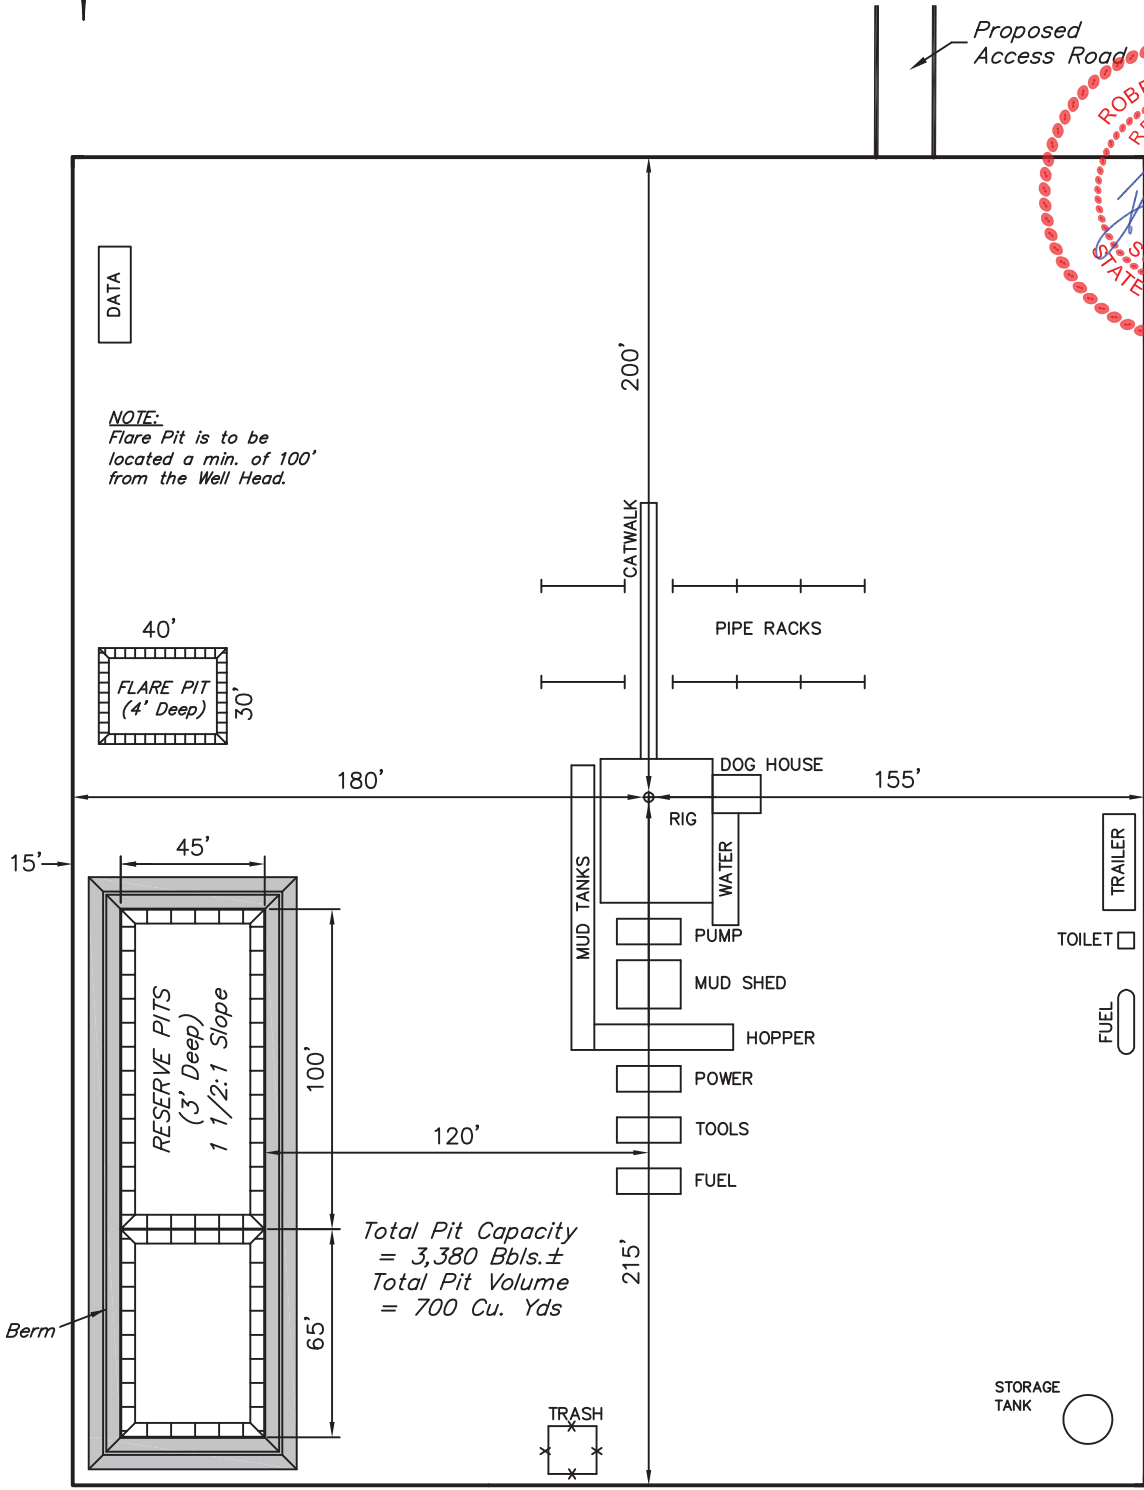 Proposed
Access Road
STATE
DATA
200'
NOTE:
Flare Pit is to be
located a min. of 100'
from the Well Head.
CATWALK
PIPE RACKS
40'
FLARE PIT
(4' Deep)
30'
DOG HOUSE
180'
155'
RIG
15'
45'
MUD TANKS
WATER
TRAILER
PUMP
TOILET
MUD SHED
RESERVE PITS
(3' Deep)
1 1/2:1 Slope
100'
FUEL
HOPPER
POWER
120'
TOOLS
FUEL
Total Pit Capacity
= 3,380 Bbls.±
Total Pit Volume
= 700 Cu. Yds
215'
Berm
65'
STORAGE
TANK
TRASH